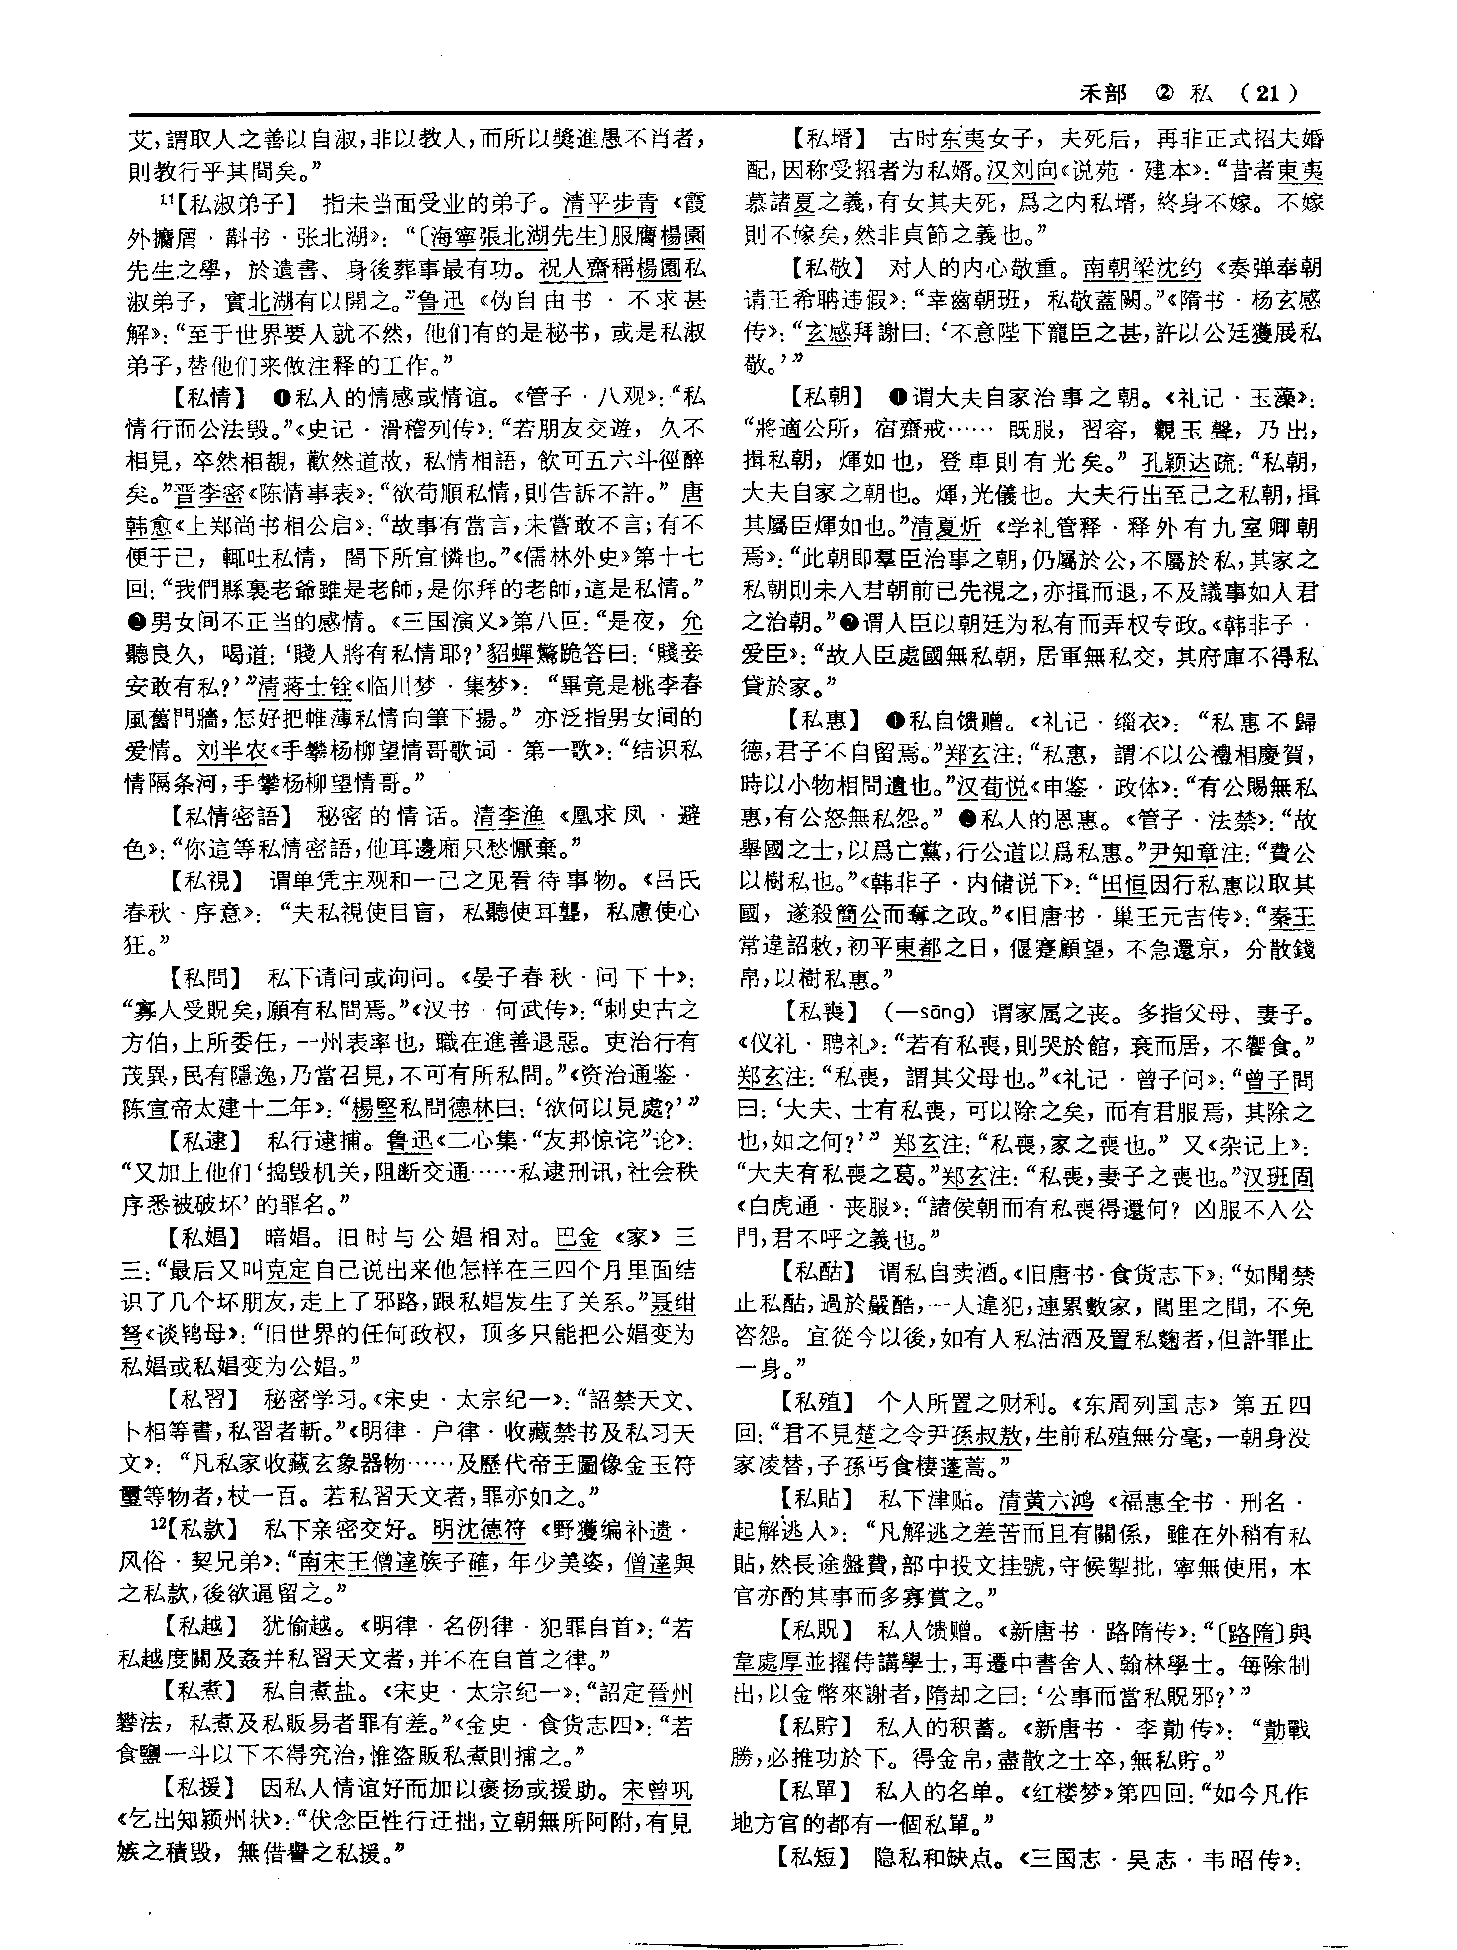 禾部 ② 私 (21)
艾，謂取人之善以自淑，非以教人，而所以獎進愚不肖者，
則教行乎其間矣。”
11【私淑弟子】 指未当面受业的弟子。清平步青《霞
外攟屑·斠书·张北湖》：“〔海寧張北湖先生〕服膺楊園
先生之學，於遺書、身後葬事最有功。祝人齋稱楊園私
淑弟子，實北湖有以開之。”鲁迅《伪自由书·不求甚
解》：“至于世界要人就不然，他们有的是秘书，或是私淑
弟子，替他们来做注释的工作。”
【私情】 ❶私人的情感或情谊。《管子·八观》：“私
情行而公法毁。”《史记·滑稽列传》：“若朋友交遊，久不
相見，卒然相覩，歡然道故，私情相語，飲可五六斗徑醉
矣。”晋李密《陈情事表》：“欲苟順私情，則告訴不許。”唐
韩愈《上郑尚书相公启》：“故事有當言，未嘗敢不言；有不
便于己，輒吐私情，閤下所宜憐也。”《儒林外史》第十七
回：“我們縣裏老爺雖是老師，是你拜的老師，這是私情。”
❷男女间不正当的感情。《三国演义》第八回：“是夜，允
聽良久，喝道：‘賤人將有私情耶？’貂蟬驚跪答曰：‘賤妾
安敢有私？’”清蒋士铨《临川梦·集梦》：“畢竟是桃李春
風舊門牆，怎好把帷薄私情向筆下揚。”亦泛指男女间的
爱情。刘半农《手攀杨柳望情哥歌词·第一歌》：“结识私
情隔条河，手攀杨柳望情哥。”
【私情密語】 秘密的情话。清李渔《凰求凤·避
色》：“你這等私情密語，他耳邊廂只愁憪棄。”
【私視】 谓单凭主观和一己之见看待事物。《吕氏
春秋·序意》：“夫私視使目盲，私聽使耳聾，私慮使心
狂。”
【私問】 私下请问或询问。《晏子春秋·问下十》：
“寡人受貺矣，願有私問焉。”《汉书·何武传》：“刺史古之
方伯，上所委任，一州表率也，職在進善退惡。吏治行有
茂異，民有隱逸，乃當召見，不可有所私問。”《资治通鉴·
陈宣帝太建十二年》：“楊堅私問德林曰：‘欲何以見處？’”
【私逮】 私行逮捕。鲁迅《二心集·“友邦惊诧”论》：
“又加上他们‘捣毁机关，阻断交通……私逮刑讯，社会秩
序悉被破坏’的罪名。”
【私娼】 暗娼。旧时与公娼相对。巴金《家》三
三：“最后又叫克定自己说出来他怎样在三四个月里面结
识了几个坏朋友，走上了邪路，跟私娼发生了关系。”聂绀
弩《谈鸨母》：“旧世界的任何政权，顶多只能把公娼变为
私娼或私娼变为公娼。”
【私習】 秘密学习。《宋史·太宗纪一》：“詔禁天文、
卜相等書，私習者斬。”《明律·户律·收藏禁书及私习天
文》：“凡私家收藏玄象器物……及歷代帝王圖像金玉符
璽等物者，杖一百。若私習天文者，罪亦如之。”
12【私款】 私下亲密交好。明沈德符《野獲编补遗·
风俗·契兄弟》：“南宋王僧達族子確，年少美姿，僧達與
之私款，後欲逼留之。”
【私越】 犹偷越。《明律·名例律·犯罪自首》：“若
私越度關及姦并私習天文者，并不在自首之律。”
【私煮】 私自煮盐。《宋史·太宗纪一》：“詔定晉州
礬法，私煮及私販易者罪有差。”《金史·食货志四》：“若
食鹽一斗以下不得究治，惟盗販私煮則捕之。”
【私援】 因私人情谊好而加以褒扬或援助。宋曾巩
《乞出知颍州状》：“伏念臣性行迂拙，立朝無所阿附，有見
嫉之積毁，無借譽之私援。”
【私壻】 古时东夷女子，夫死后，再非正式招夫婚
配，因称受招者为私婿。汉刘向《说苑·建本》：“昔者東夷
慕諸夏之義，有女其夫死，爲之内私壻，終身不嫁。不嫁
則不嫁矣，然非貞節之義也。”
【私敬】 对人的内心敬重。南朝梁沈约《奏弹奉朝
请王希聃违假》：“幸齒朝班，私敬蓋闕。”《隋书·杨玄感
传》：“玄感拜謝曰：‘不意陛下寵臣之甚，許以公廷獲展私
敬。’”
【私朝】 ❶谓大夫自家治事之朝。《礼记·玉藻》：
“將適公所，宿齋戒……既服，習容，觀玉聲，乃出，
揖私朝，煇如也，登車則有光矣。”孔颖达疏：“私朝，
大夫自家之朝也。煇，光儀也。大夫行出至己之私朝，揖
其屬臣煇如也。”清夏炘《学礼管释·释外有九室卿朝
焉》：“此朝即羣臣治事之朝，仍屬於公，不屬於私，其家之
私朝則未入君朝前已先視之，亦揖而退，不及議事如人君
之治朝。”❷谓人臣以朝廷为私有而弄权专政。《韩非子·
爱臣》：“故人臣處國無私朝，居軍無私交，其府庫不得私
貸於家。”
【私惠】 ❶私自馈赠。《礼记·缁衣》：“私惠不歸
德，君子不自留焉。”郑玄注：“私惠，謂不以公禮相慶賀，
時以小物相問遺也。”汉荀悦《申鉴·政体》：“有公賜無私
惠，有公怒無私怨。”❷私人的恩惠。《管子·法禁》：“故
舉國之士，以爲亡黨，行公道以爲私惠。”尹知章注：“費公
以樹私也。”《韩非子·内储说下》：“田恒因行私惠以取其
國，遂殺簡公而奪之政。”《旧唐书·巢王元吉传》：“秦王
常違詔敕，初平東都之日，偃蹇顧望，不急還京，分散錢
帛，以樹私惠。”
【私喪】 （—sāng）谓家属之丧。多指父母、妻子。
《仪礼·聘礼》：“若有私喪，則哭於館，衰而居，不饗食。”
郑玄注：“私喪，謂其父母也。”《礼记·曾子问》：“曾子問
曰：‘大夫、士有私喪，可以除之矣，而有君服焉，其除之
也，如之何？’”郑玄注：“私喪，家之喪也。”又《杂记上》：
“大夫有私喪之葛。”郑玄注：“私喪，妻子之喪也。”汉班固
《白虎通·丧服》：“諸侯朝而有私喪得還何？凶服不入公
門，君不呼之義也。”
【私酤】 谓私自卖酒。《旧唐书·食货志下》：“如聞禁
止私酤，過於嚴酷，一人違犯，連累數家，閭里之間，不免
咨怨。宜從今以後，如有人私沽酒及置私麴者，但許罪止
一身。”
【私殖】 个人所置之财利。《东周列国志》第五四
回：“君不見楚之令尹孫叔敖，生前私殖無分毫，一朝身没
家凌替，子孫丐食棲蓬蒿。”
【私貼】 私下津贴。清黄六鸿《福惠全书·刑名·
起解逃人》：“凡解逃之差苦而且有關係，雖在外稍有私
貼，然長途盤費，部中投文挂號，守候掣批，寧無使用，本
官亦酌其事而多寡賞之。”
【私貺】 私人馈赠。《新唐书·路隋传》：“〔路隋〕與
韋處厚並擢侍講學士，再遷中書舍人、翰林學士。每除制
出，以金幣來謝者，隋却之曰：‘公事而當私貺邪？’”
【私貯】 私人的积蓄。《新唐书·李勣传》：“勣戰
勝，必推功於下。得金帛，盡散之士卒，無私貯。”
【私單】 私人的名单。《红楼梦》第四回：“如今凡作
地方官的都有一個私單。”
【私短】 隐私和缺点。《三国志·吴志·韦昭传》：